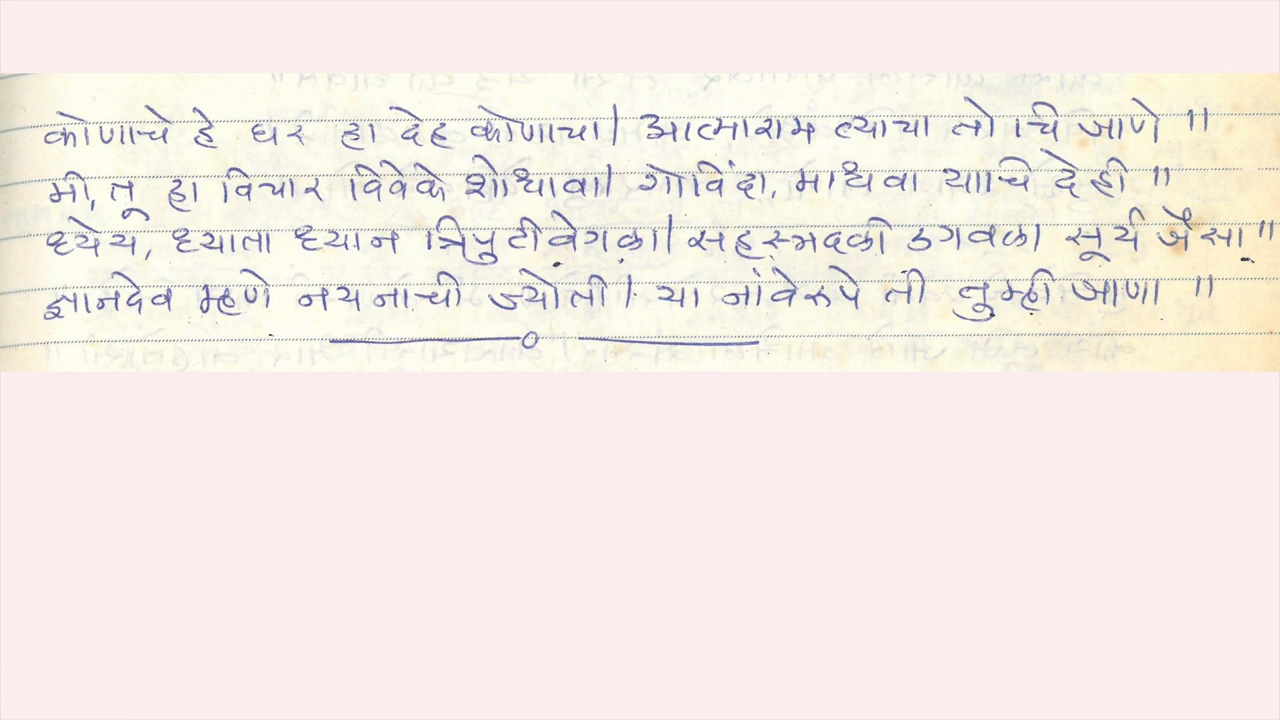 कोणाचे हे घर हा देह कोणाचा। आत्माराम त्याचा तो चि जाणे ॥
मी, तू हा विचार विवेके शोधावा। गोविंदा, माधवा याचि देही ॥
ध्येय, ध्याता ध्यान त्रिपुटीवेगळा। सहस्त्रदळी उगवला सूर्य जैसा ॥
ज्ञानदेव म्हणे नयनाची ज्योती। या नांवे रूपे ती तुम्ही जाणा ॥